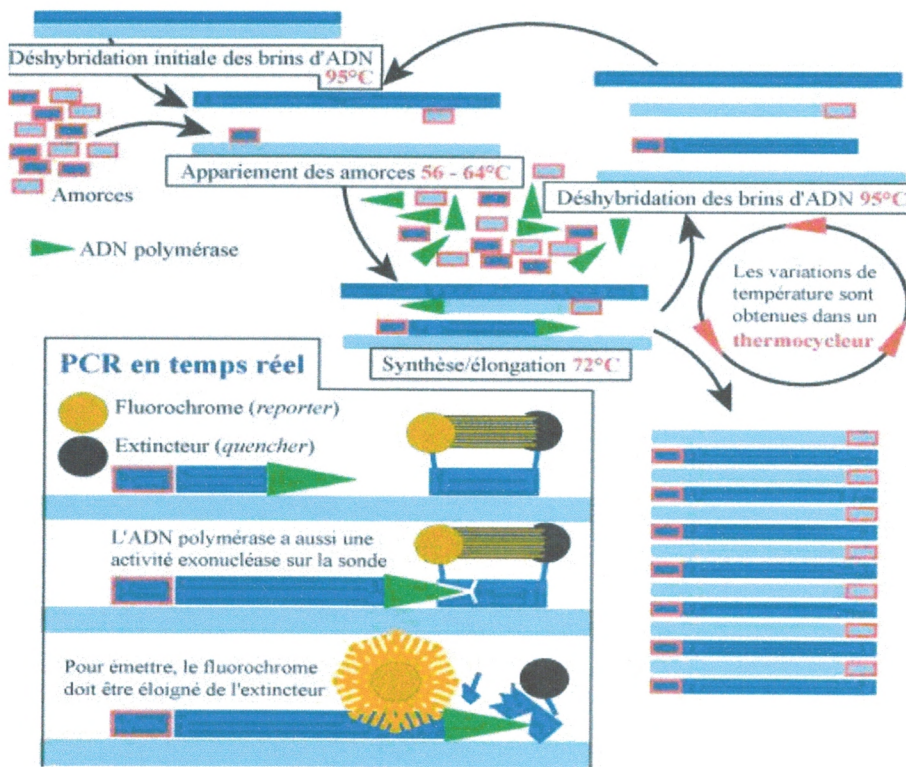 Déshybridation initiale des brins d'ADN
95°C
Amorces
Appariement des amorces 56 - 64°C
Déshybridation des brins d'ADN 95°C
ADN polymérase
Les variations de
température sont
obtenues dans un
thermocycleur
Synthèse/élongation 72°C
PCR en temps réel
Fluorochrome (reporter)
Extincteur (quencher)
L'ADN polymérase a aussi une
activité exonucléase sur la sonde
Pour émettre, le fluorochrome
doit être éloigné de l'extincteur